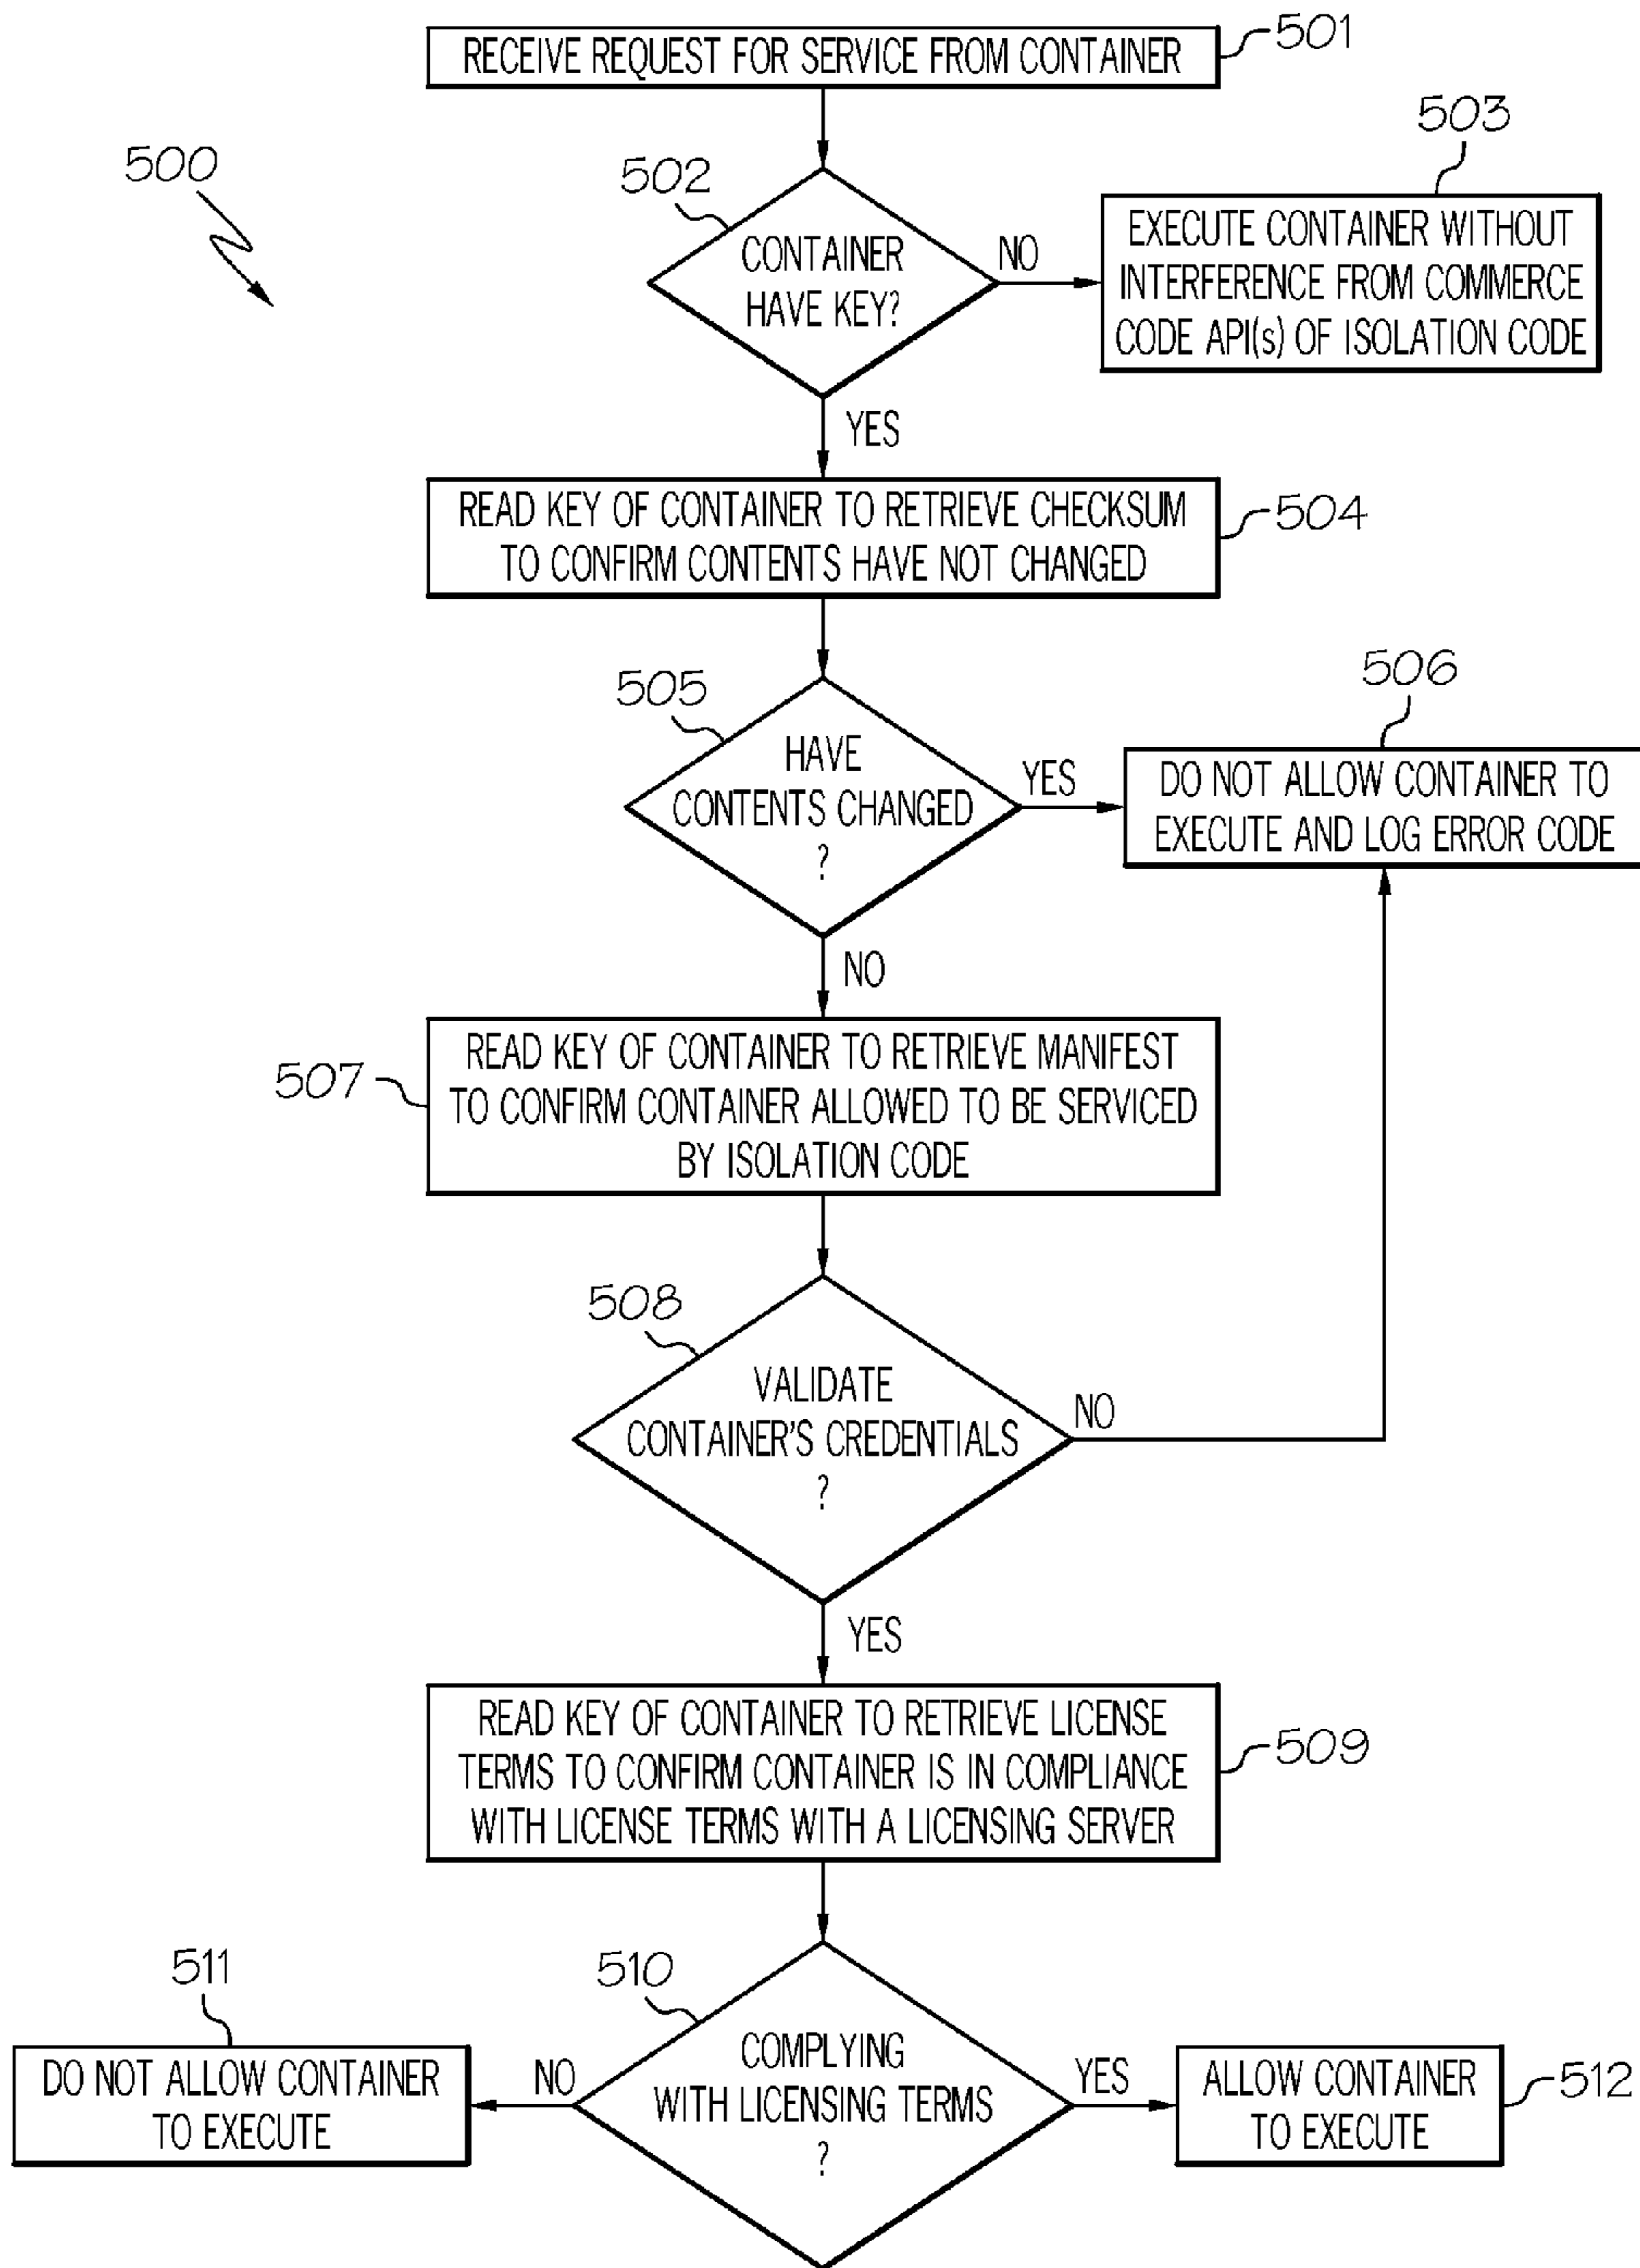 RECEIVE REQUEST FOR SERVICE FROM CONTAINER
501
500
502
CONTAINER
HAVE KEY?
NO
503
EXECUTE CONTAINER WITHOUT
INTERFERENCE FROM COMMERCE
CODE API(s) OF ISOLATION CODE
YES
READ KEY OF CONTAINER TO RETRIEVE CHECKSUM
TO CONFIRM CONTENTS HAVE NOT CHANGED
504
505
HAVE
CONTENTS CHANGED
?
YES
506
DO NOT ALLOW CONTAINER TO
EXECUTE AND LOG ERROR CODE
NO
507
READ KEY OF CONTAINER TO RETRIEVE MANIFEST
TO CONFIRM CONTAINER ALLOWED TO BE SERVICED
BY ISOLATION CODE
508
VALIDATE
CONTAINER'S CREDENTIALS
?
NO
YES
READ KEY OF CONTAINER TO RETRIEVE LICENSE
TERMS TO CONFIRM CONTAINER IS IN COMPLIANCE
WITH LICENSE TERMS WITH A LICENSING SERVER
509
510
COMPLYING
WITH LICENSING TERMS
?
NO
511
DO NOT ALLOW CONTAINER
TO EXECUTE
YES
ALLOW CONTAINER
TO EXECUTE
512